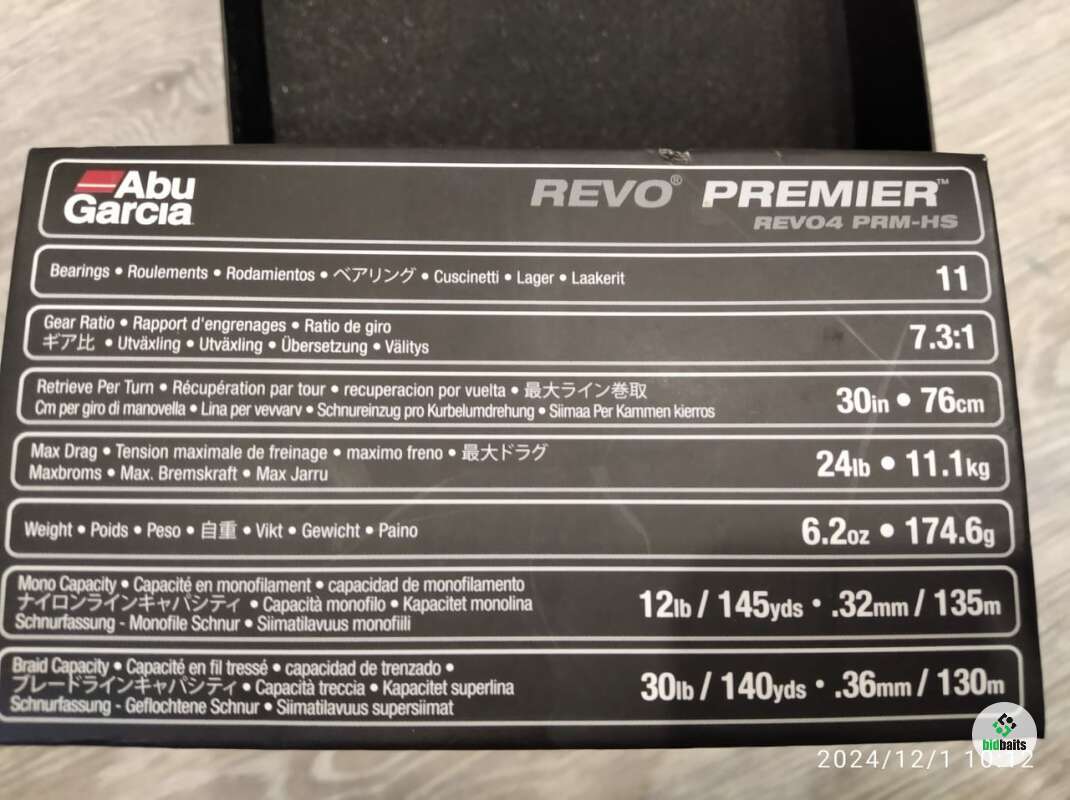 Abu
Garcia
REVO® PREMIER™
REVO4 PRM-HS
Bearings • Roulements • Rodamientos • ベアリング • Cuscinetti • Lager • Laakerit
11
Gear Ratio • Rapport d'engrenages • Ratio de giro
ギア比 • Utväxling • Utväxling • Übersetzung • Välitys
7.3:1
Retrieve Per Turn • Récupération par tour • recuperacion por vuelta • 最大ライン巻取
Cm per giro di manovella • Lina per vevvarv • Schnureinzug pro Kurbelumdrehung • Siimaa Per Kammen kierros
30in • 76cm
Max Drag • Tension maximale de freinage • maximo freno • 最大ドラグ
Maxbroms • Max. Bremskraft • Max Jarru
24lb • 11.1kg
Weight • Poids • Peso • 自重 • Vikt • Gewicht • Paino
6.2oz • 174.6g
Mono Capacity • Capacité en monofilament • capacidad de monofilamento
ナイロンラインキャパシティ • Capacità monofilo • Kapacitet monolina
Schnurfassung - Monofile Schnur • Siimatilavuus monofiili
12lb / 145yds • .32mm / 135m
Braid Capacity • Capacité en fil tressé • capacidad de trenzado •
ブレードラインキャパシティ • Capacità treccia • Kapacitet superlina
Schnurfassung - Geflochtene Schnur • Siimatilavuus supersiimat
30lb / 140yds • .36mm / 130m
bidbaits
2024/12/1 10:12